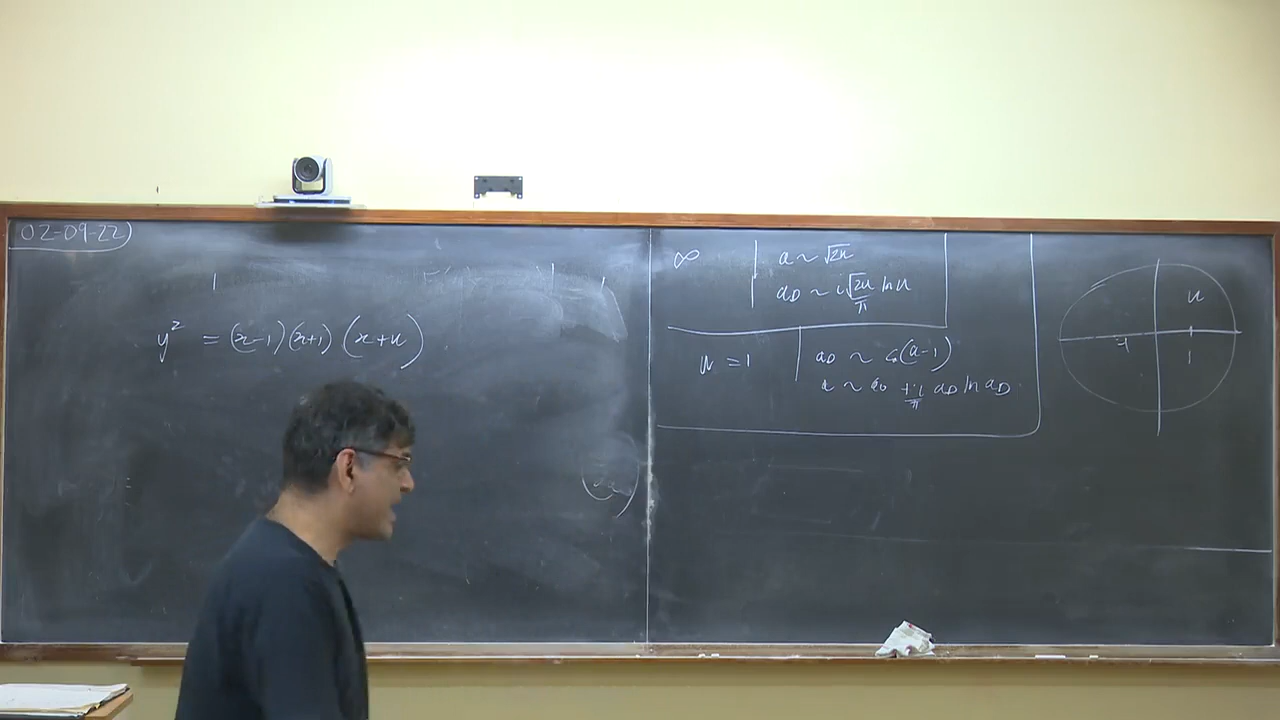 02-09-22
y² = (x-1)(x+1)(x+u)
∞ | a ~ √2u
a_D ~ i√2u/π ln u
u = 1 | a_D ~ c₀(u-1)
a ~ a₀ + i/π a_D ln a_D
u
-1
1